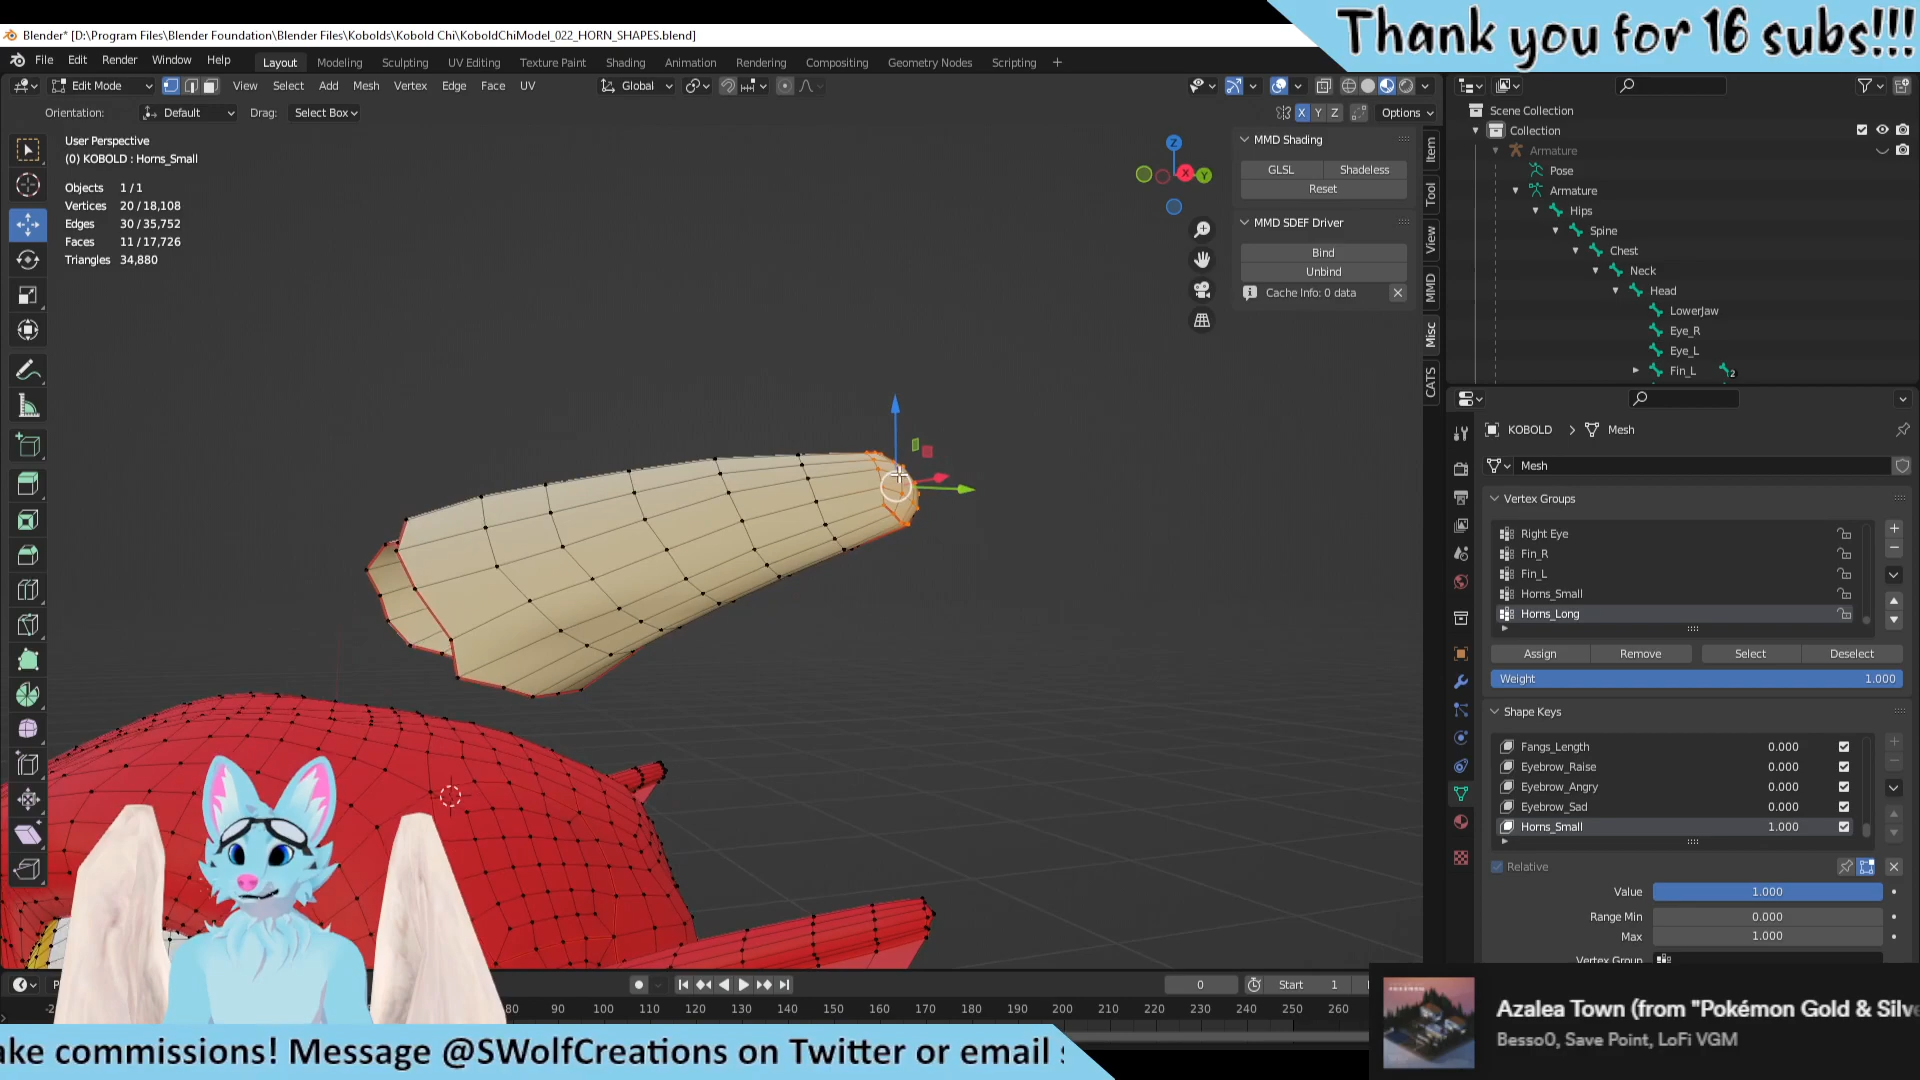 Thank you for 16 subs!!!
Blender* [D:\Program Files\Blender Foundation\Blender Files\Kobolds\Kobold Chi\KoboldChiModel_022_HORN_SHAPES.blend]
File Edit Render Window Help Layout Modeling Sculpting UV Editing Texture Paint Shading Animation Rendering Compositing Geometry Nodes Scripting +
Edit Mode View Select Add Mesh Vertex Edge Face UV Global
Orientation: Default Drag: Select Box X Y Z Options
User Perspective
(0) KOBOLD : Horns_Small
Objects 1 / 1
Vertices 20 / 18,108
Edges 30 / 35,752
Faces 11 / 17,726
Triangles 34,880
Z
X
Y
MMD Shading
GLSL Shadeless
Reset
MMD SDEF Driver
Bind
Unbind
Cache Info: 0 data
Item
Tool
View
MMD
Misc
CATS
Scene Collection
Collection
Armature
Pose
Armature
Hips
Spine
Chest
Neck
Head
LowerJaw
Eye_R
Eye_L
Fin_L 2
KOBOLD > Mesh
Mesh
Vertex Groups
Right Eye
Fin_R
Fin_L
Horns_Small
Horns_Long
Assign Remove Select Deselect
Weight 1.000
Shape Keys
Fangs_Length 0.000
Eyebrow_Raise 0.000
Eyebrow_Angry 0.000
Eyebrow_Sad 0.000
Horns_Small 1.000
Relative
Value 1.000
Range Min 0.000
Max 1.000
Vertex Group
0 Start 1
80 90 100 110 120 130 140 150 160 170 180 190 200 210 220 230 240 250 260
Azalea Town (from "Pokémon Gold & Silve
Besso0, Save Point, LoFi VGM
ake commissions! Message @SWolfCreations on Twitter or email